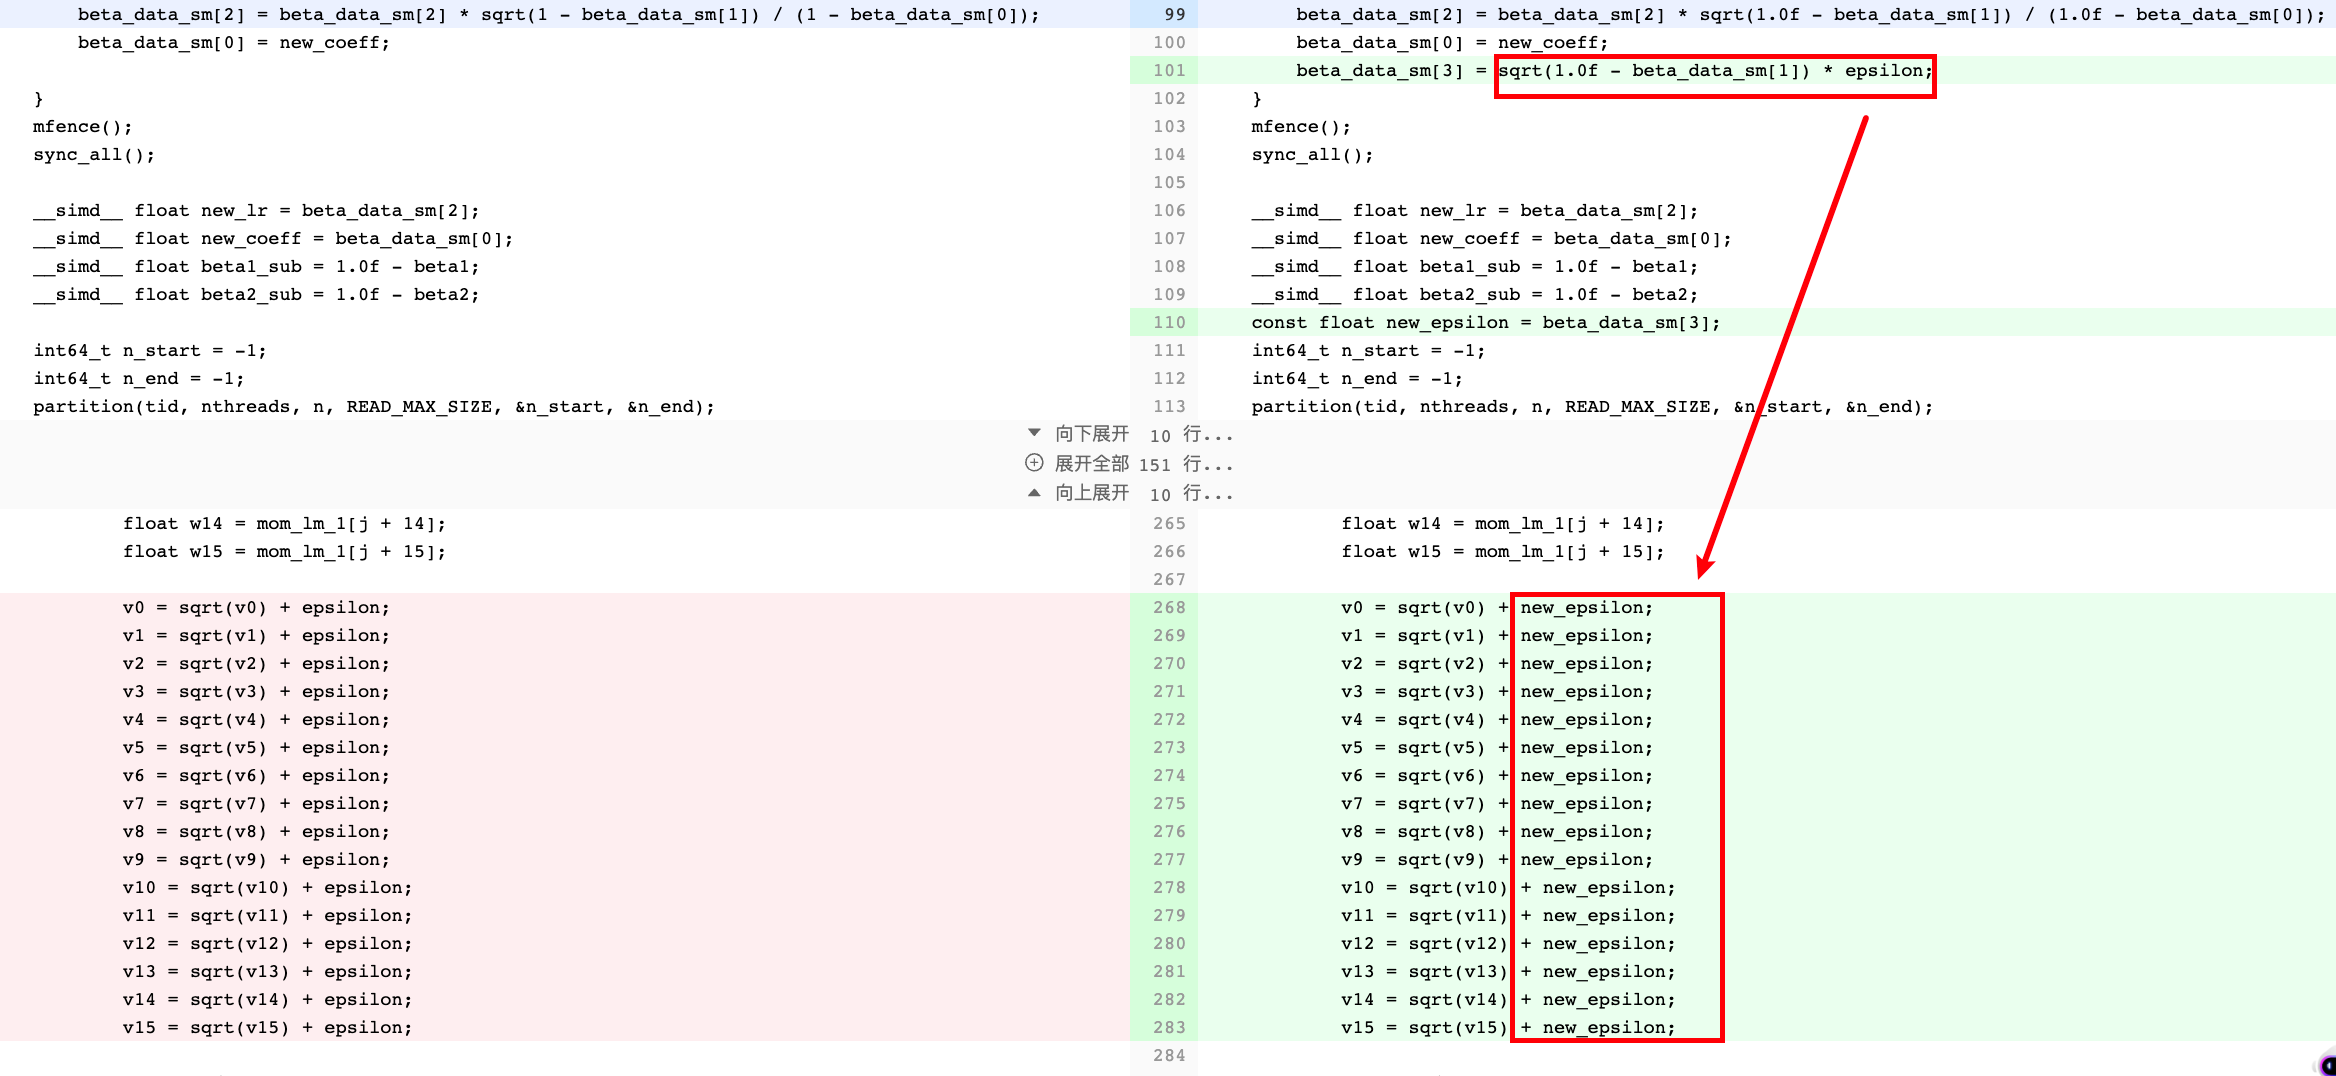 beta_data_sm[2] = beta_data_sm[2] * sqrt(1 - beta_data_sm[1]) / (1 - beta_data_sm[0]);
beta_data_sm[0] = new_coeff;
}
mfence();
sync_all();
__simd__ float new_lr = beta_data_sm[2];
__simd__ float new_coeff = beta_data_sm[0];
__simd__ float beta1_sub = 1.0f - beta1;
__simd__ float beta2_sub = 1.0f - beta2;
int64_t n_start = -1;
int64_t n_end = -1;
partition(tid, nthreads, n, READ_MAX_SIZE, &n_start, &n_end);
99 beta_data_sm[2] = beta_data_sm[2] * sqrt(1.0f - beta_data_sm[1]) / (1.0f - beta_data_sm[0]);
100 beta_data_sm[0] = new_coeff;
101 beta_data_sm[3] = sqrt(1.0f - beta_data_sm[1]) * epsilon;
102 }
103 mfence();
104 sync_all();
105
106 __simd__ float new_lr = beta_data_sm[2];
107 __simd__ float new_coeff = beta_data_sm[0];
108 __simd__ float beta1_sub = 1.0f - beta1;
109 __simd__ float beta2_sub = 1.0f - beta2;
110 const float new_epsilon = beta_data_sm[3];
111 int64_t n_start = -1;
112 int64_t n_end = -1;
113 partition(tid, nthreads, n, READ_MAX_SIZE, &n_start, &n_end);
向下展开 10 行...
展开全部 151 行...
向上展开 10 行...
float w14 = mom_lm_1[j + 14];
float w15 = mom_lm_1[j + 15];
v0 = sqrt(v0) + epsilon;
v1 = sqrt(v1) + epsilon;
v2 = sqrt(v2) + epsilon;
v3 = sqrt(v3) + epsilon;
v4 = sqrt(v4) + epsilon;
v5 = sqrt(v5) + epsilon;
v6 = sqrt(v6) + epsilon;
v7 = sqrt(v7) + epsilon;
v8 = sqrt(v8) + epsilon;
v9 = sqrt(v9) + epsilon;
v10 = sqrt(v10) + epsilon;
v11 = sqrt(v11) + epsilon;
v12 = sqrt(v12) + epsilon;
v13 = sqrt(v13) + epsilon;
v14 = sqrt(v14) + epsilon;
v15 = sqrt(v15) + epsilon;
265 float w14 = mom_lm_1[j + 14];
266 float w15 = mom_lm_1[j + 15];
267
268 v0 = sqrt(v0) + new_epsilon;
269 v1 = sqrt(v1) + new_epsilon;
270 v2 = sqrt(v2) + new_epsilon;
271 v3 = sqrt(v3) + new_epsilon;
272 v4 = sqrt(v4) + new_epsilon;
273 v5 = sqrt(v5) + new_epsilon;
274 v6 = sqrt(v6) + new_epsilon;
275 v7 = sqrt(v7) + new_epsilon;
276 v8 = sqrt(v8) + new_epsilon;
277 v9 = sqrt(v9) + new_epsilon;
278 v10 = sqrt(v10) + new_epsilon;
279 v11 = sqrt(v11) + new_epsilon;
280 v12 = sqrt(v12) + new_epsilon;
281 v13 = sqrt(v13) + new_epsilon;
282 v14 = sqrt(v14) + new_epsilon;
283 v15 = sqrt(v15) + new_epsilon;
284